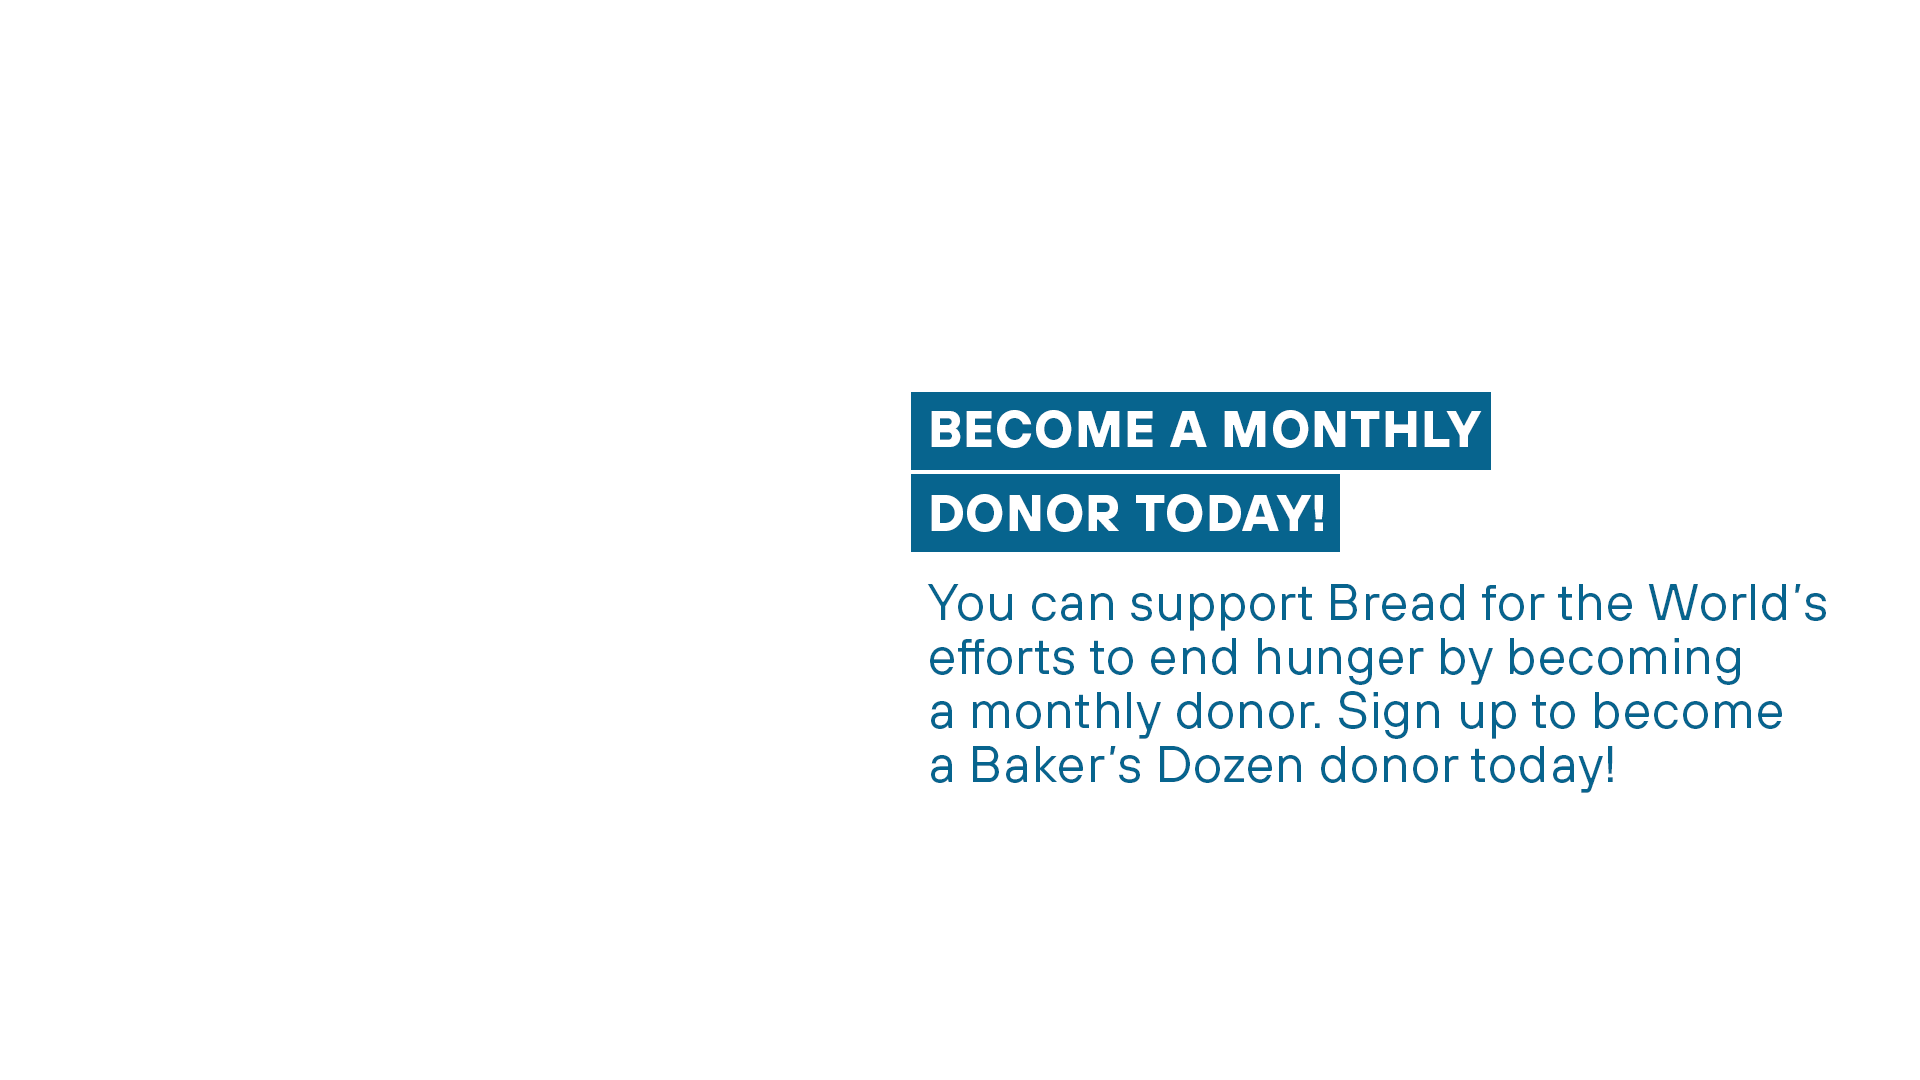 BECOME A MONTHLY
DONOR TODAY!
You can support Bread for the World’s
efforts to end hunger by becoming
a monthly donor. Sign up to become
a Baker’s Dozen donor today!